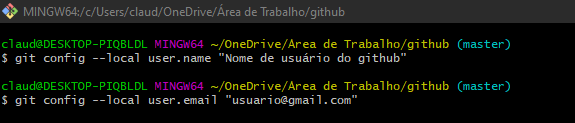 MINGW64:/c/Users/claud/OneDrive/Área de Trabalho/github
claud@DESKTOP-PIQBLDL MINGW64 ~/OneDrive/Área de Trabalho/github (master)
$ git config --local user.name "Nome de usuário do github"
claud@DESKTOP-PIQBLDL MINGW64 ~/OneDrive/Área de Trabalho/github (master)
$ git config --local user.email "usuario@gmail.com"